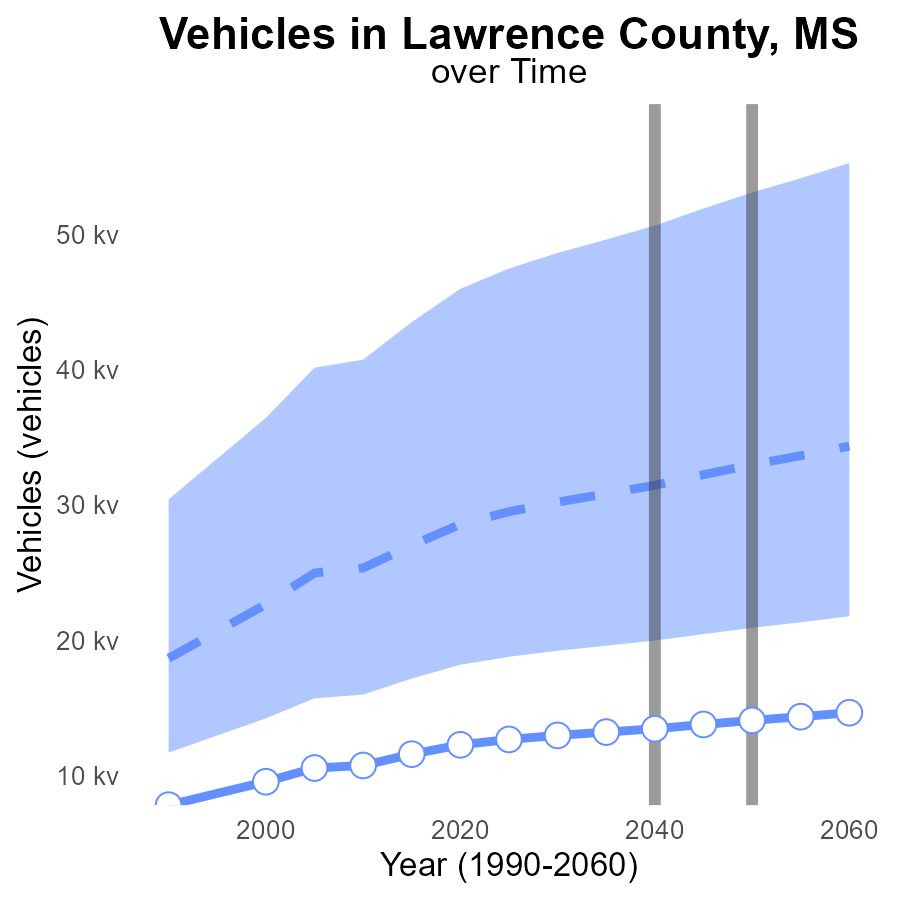 Vehicles in Lawrence County, MS
over Time
Vehicles (vehicles)
50 kv
40 kv
30 kv
20 kv
10 kv
2000 2020 2040 2060
Year (1990-2060)